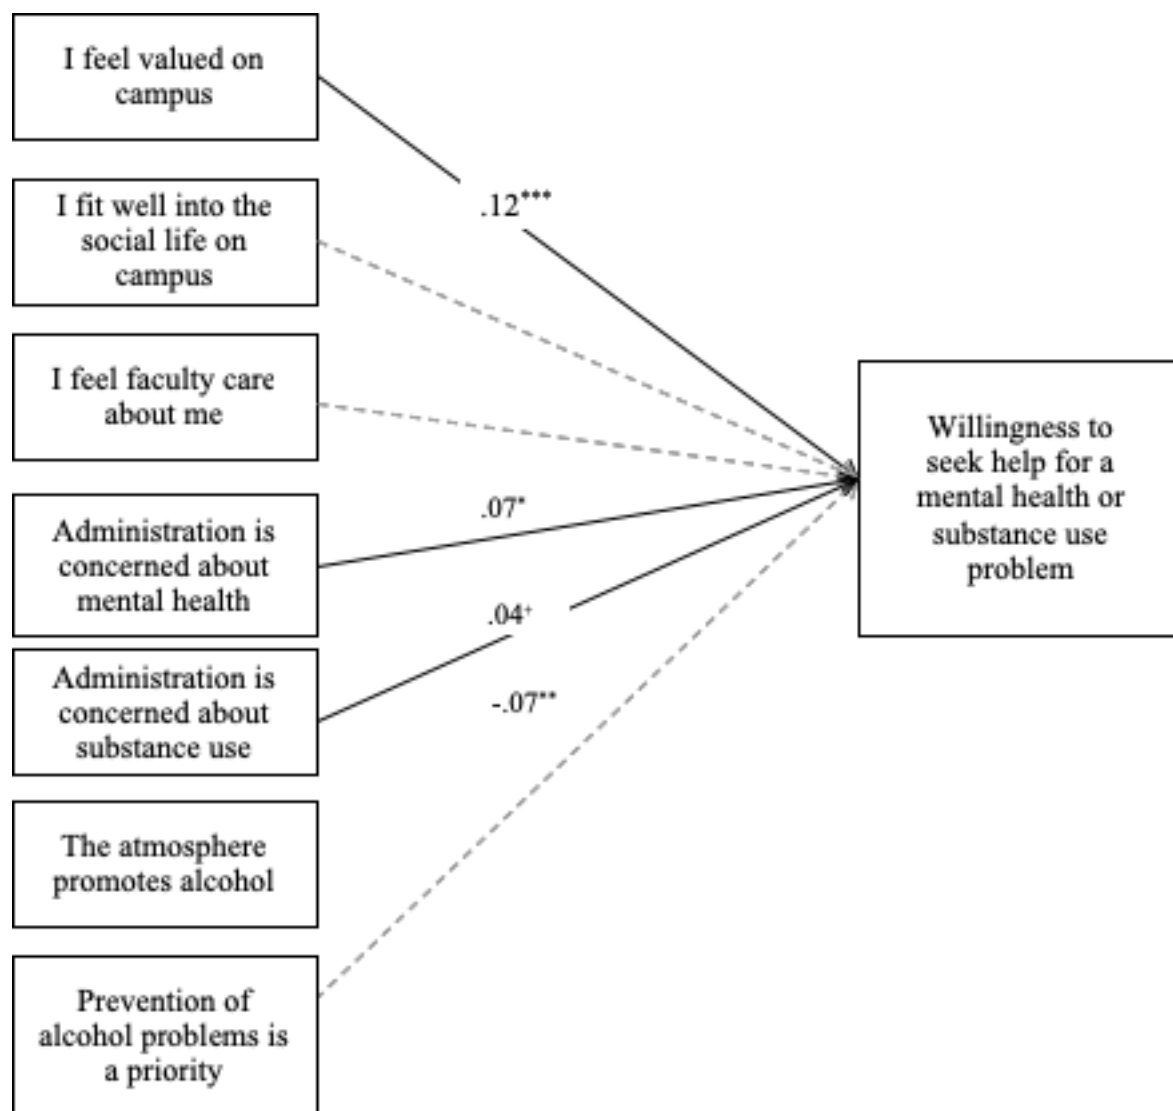 I feel valued on
campus
.12***
I fit well into the
social life on
campus
I feel faculty care
about me
Willingness to
seek help for a
mental health or
substance use
problem
.07*
Administration is
concerned about
mental health
.04+
Administration is
concerned about
substance use
-.07**
The atmosphere
promotes alcohol
Prevention of
alcohol problems is
a priority